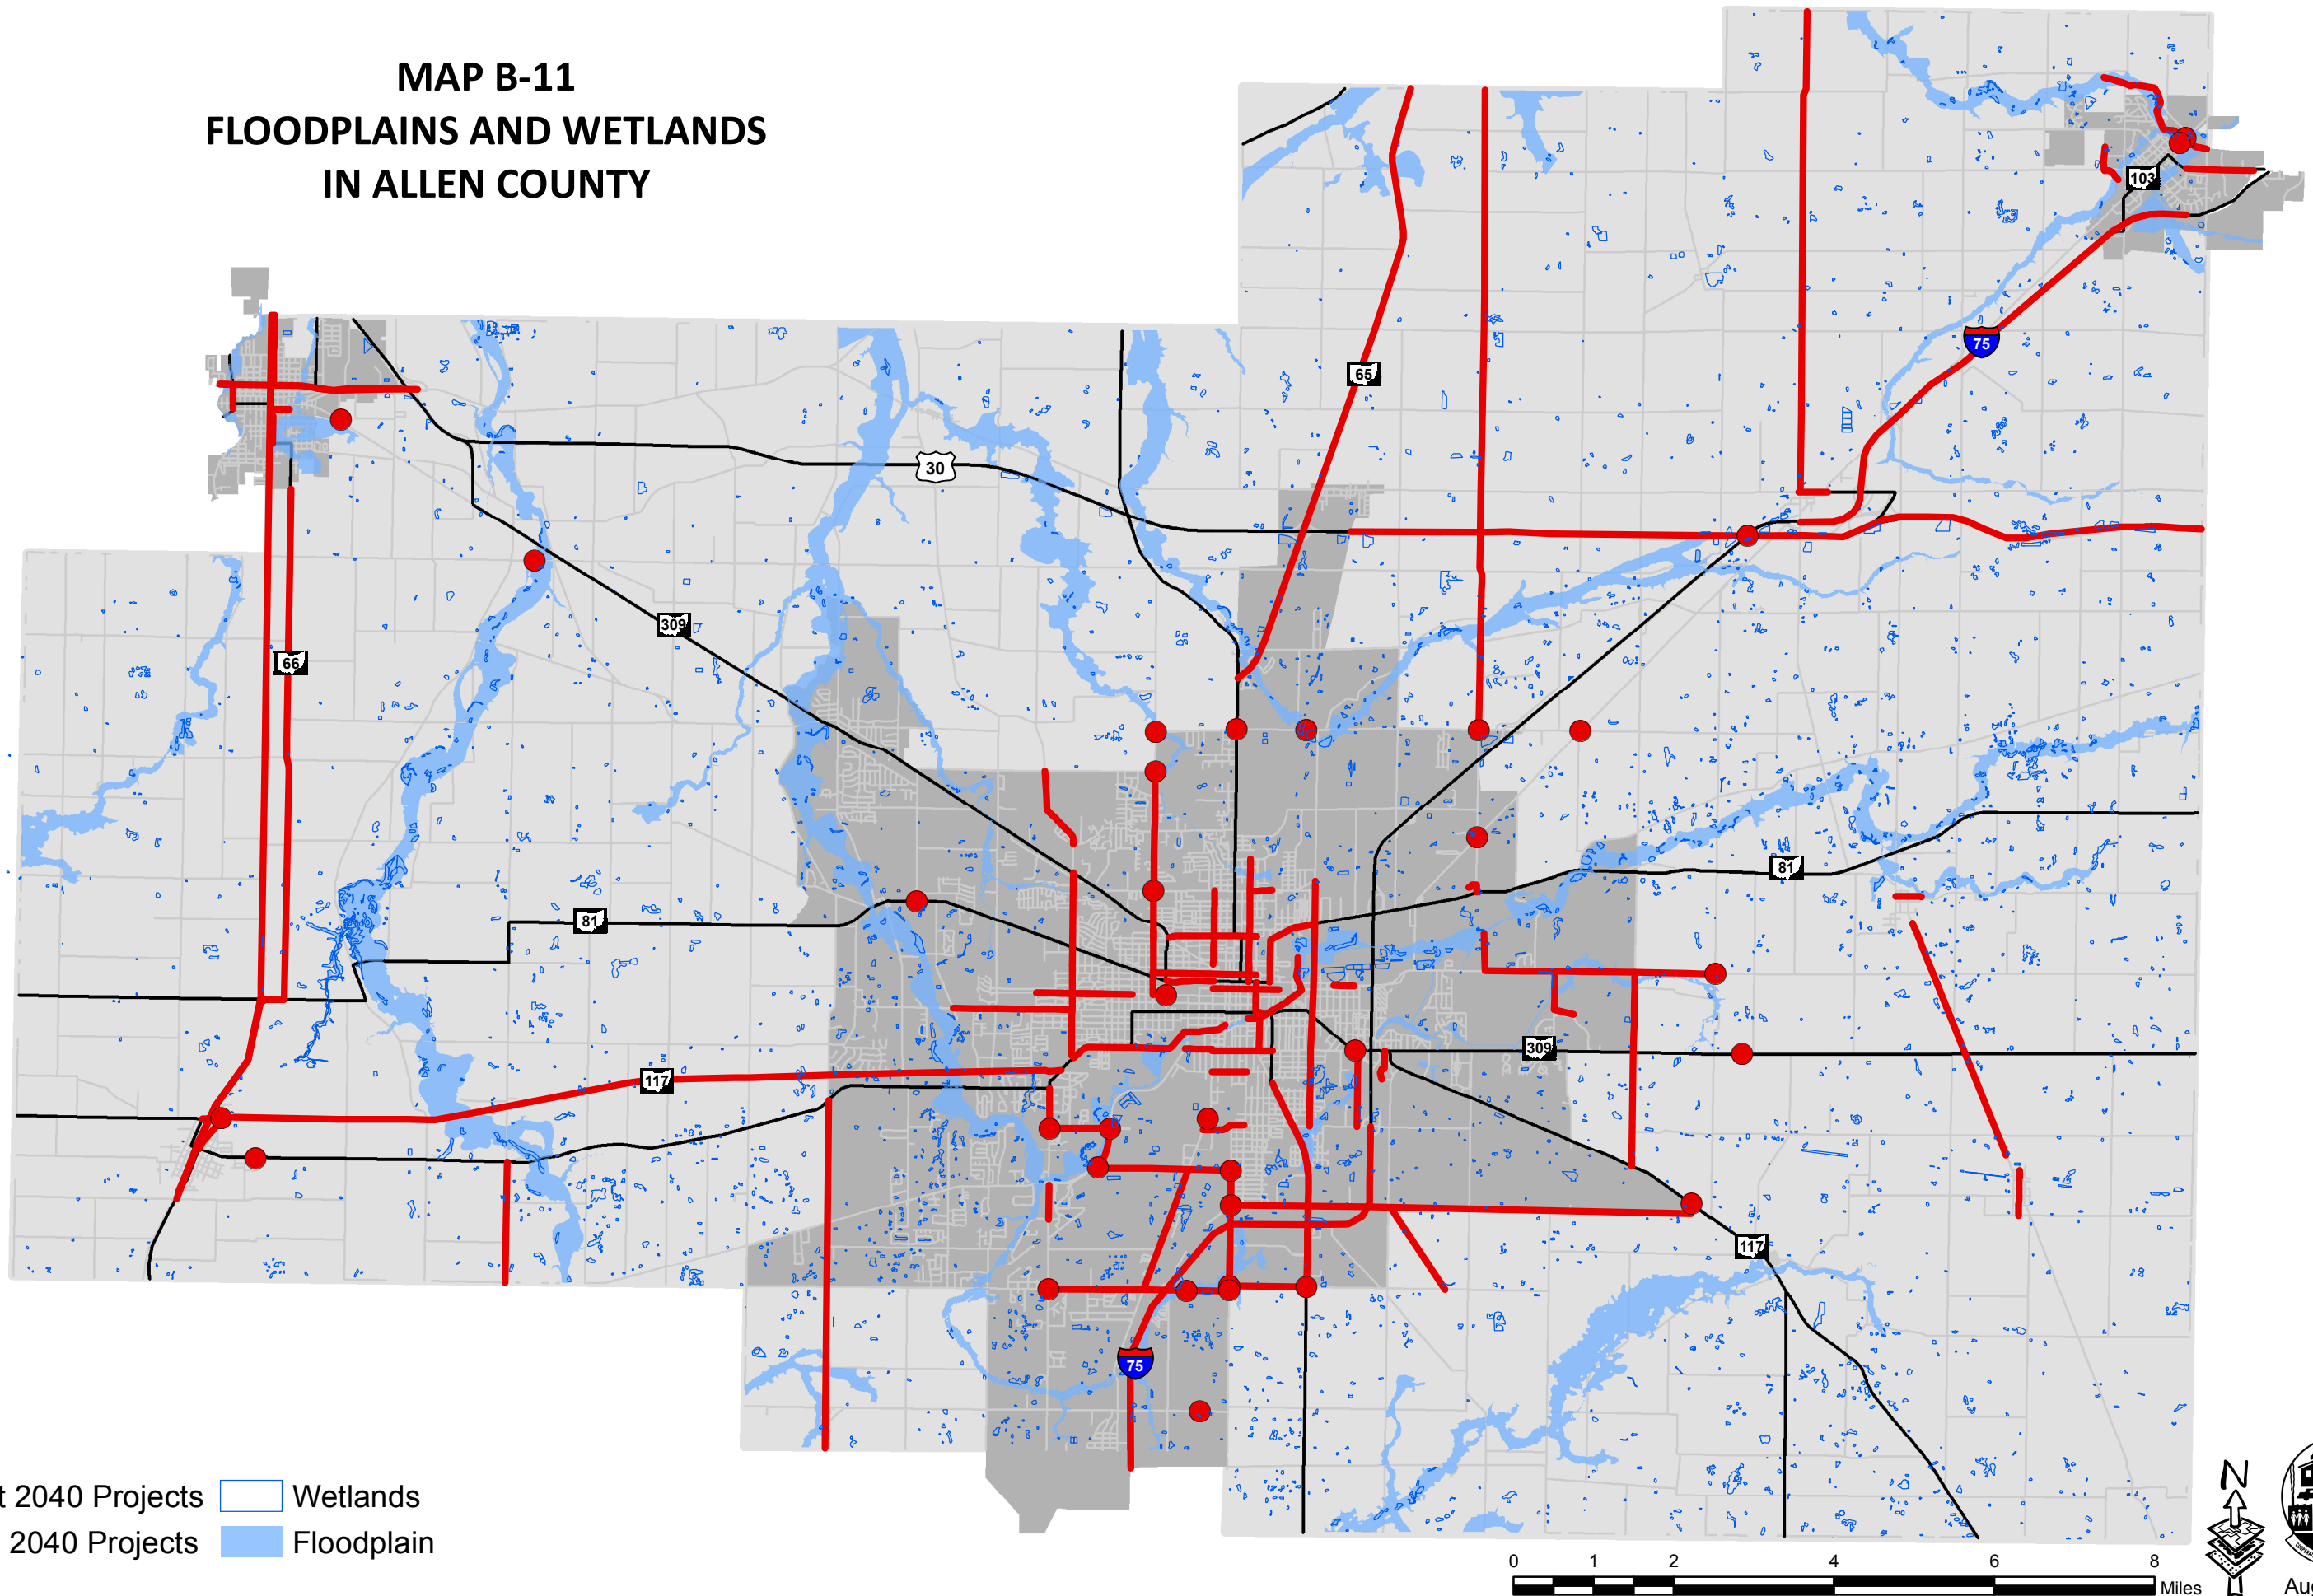 MAP B-11
FLOODPLAINS AND WETLANDS
IN ALLEN COUNTY
103
75
65
30
309
66
81
81
309
117
117
75
2040 Projects
Wetlands
2040 Projects
Floodplain
N
0 1 2 4 6 8
Miles